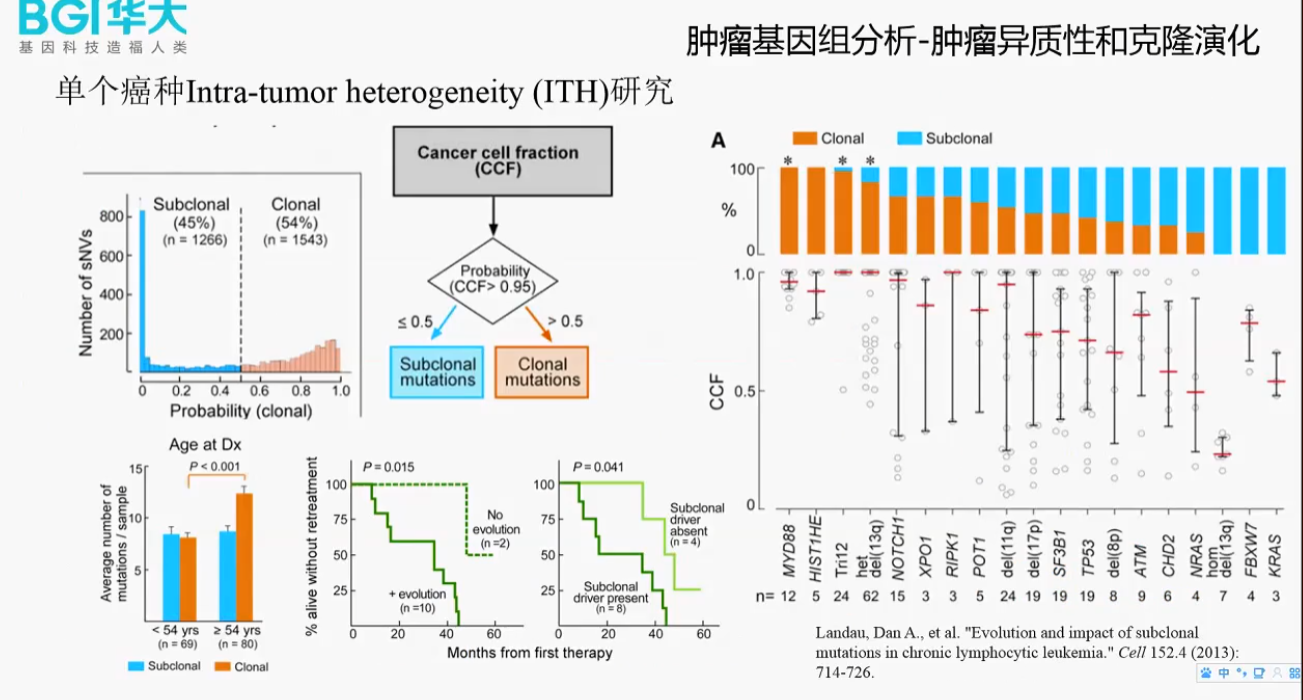 BGI华大
基因科技造福人类
肿瘤基因组分析-肿瘤异质性和克隆演化
单个癌种Intra-tumor heterogeneity (ITH)研究
Number of sNVs
800
600
400
200
Subclonal
(45%)
(n = 1266)
Clonal
(54%)
(n = 1543)
0 0.2 0.4 0.6 0.8 1.0
Probability (clonal)
Cancer cell fraction
(CCF)
Probability
(CCF> 0.95)
≤ 0.5
> 0.5
Subclonal
mutations
Clonal
mutations
Age at Dx
P < 0.001
Average number of
mutations / sample
15
10
5
< 54 yrs
(n = 69)
≥ 54 yrs
(n = 80)
Subclonal
Clonal
% alive without retreatment
P = 0.015
100
75
50
25
No
evolution
(n =2)
+ evolution
(n =10)
0 20 40 60
P = 0.041
100
75
50
25
Subclonal
driver
absent
(n = 4)
Subclonal
driver present
(n = 8)
0 20 40 60
Months from first therapy
A
Clonal
Subclonal
* * *
100
%
0
CCF
1.0
0.5
0
MYD88
HIST1HE
Tri12
het
del(13q)
NOTCH1
XPO1
RIPK1
POT1
del(11q)
del(17p)
SF3B1
TP53
del(8p)
ATM
CHD2
NRAS
hom
del(13q)
FBXW7
KRAS
n= 12 5 24 62 15 3 3 5 24 19 19 19 8 9 6 4 7 4 3
Landau, Dan A., et al. "Evolution and impact of subclonal
mutations in chronic lymphocytic leukemia." Cell 152.4 (2013):
714-726.
中